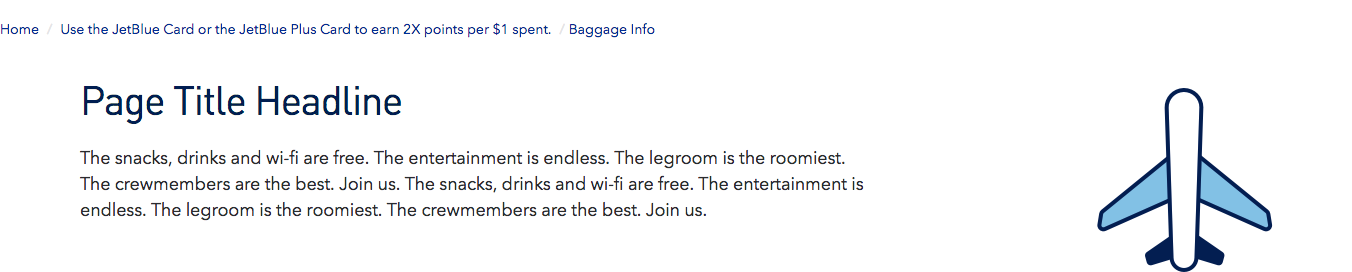 Home / Use the JetBlue Card or the JetBlue Plus Card to earn 2X points per $1 spent. / Baggage Info
Page Title Headline
The snacks, drinks and wi-fi are free. The entertainment is endless. The legroom is the roomiest.
The crewmembers are the best. Join us. The snacks, drinks and wi-fi are free. The entertainment is
endless. The legroom is the roomiest. The crewmembers are the best. Join us.